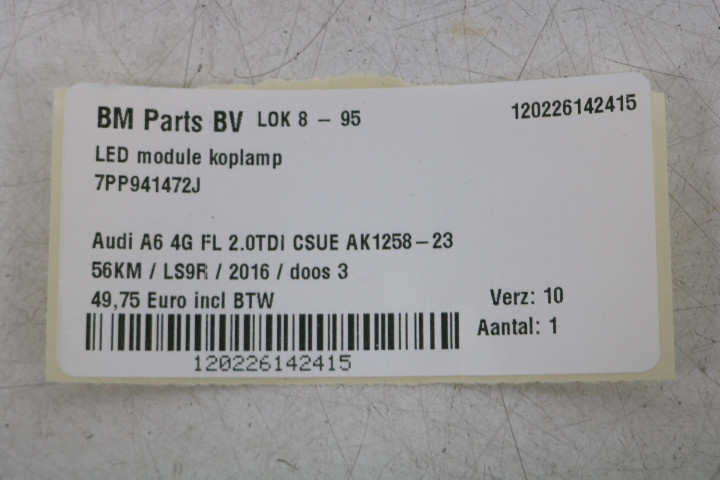 BM Parts BV LOK 8 - 95 120226142415
LED module koplamp
7PP941472J
Audi A6 4G FL 2.0TDI CSUE AK1258-23
56KM / LS9R / 2016 / doos 3
49,75 Euro incl BTW Verz: 10
Aantal: 1
120226142415